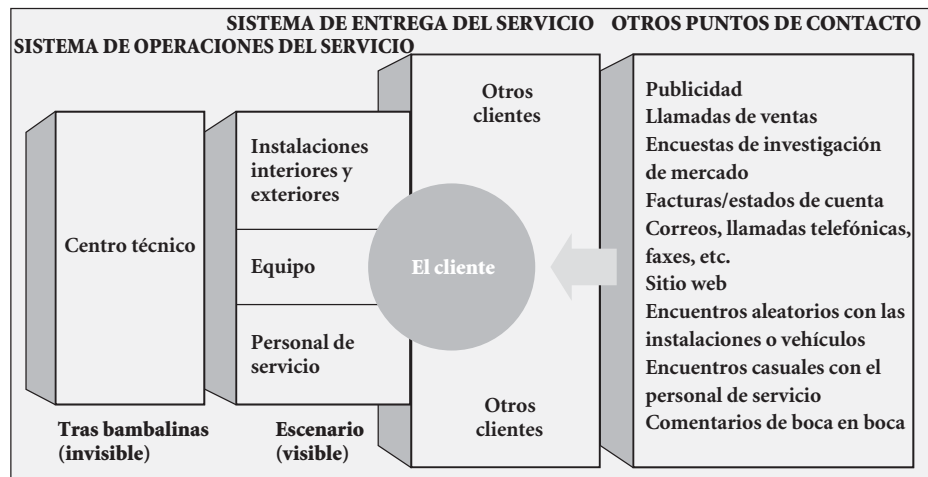 SISTEMA DE ENTREGA DEL SERVICIO
OTROS PUNTOS DE CONTACTO
SISTEMA DE OPERACIONES DEL SERVICIO
Centro técnico
Tras bambalinas
(invisible)
Instalaciones
interiores y
exteriores
Equipo
Personal de
servicio
Escenario
(visible)
Otros
clientes
El cliente
Otros
clientes
Publicidad
Llamadas de ventas
Encuestas de investigación
de mercado
Facturas/estados de cuenta
Correos, llamadas telefónicas,
faxes, etc.
Sitio web
Encuentros aleatorios con las
instalaciones o vehículos
Encuentros casuales con el
personal de servicio
Comentarios de boca en boca